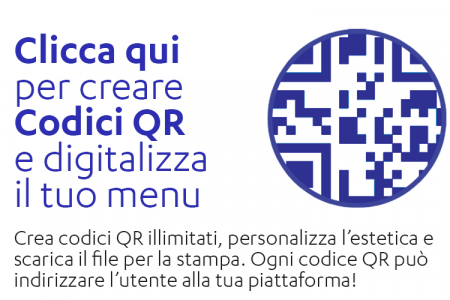 Clicca qui
per creare
Codici QR
e digitalizza
il tuo menu
Crea codici QR illimitati, personalizza l'estetica e
scarica il file per la stampa. Ogni codice QR può
indirizzare l'utente alla tua piattaforma!